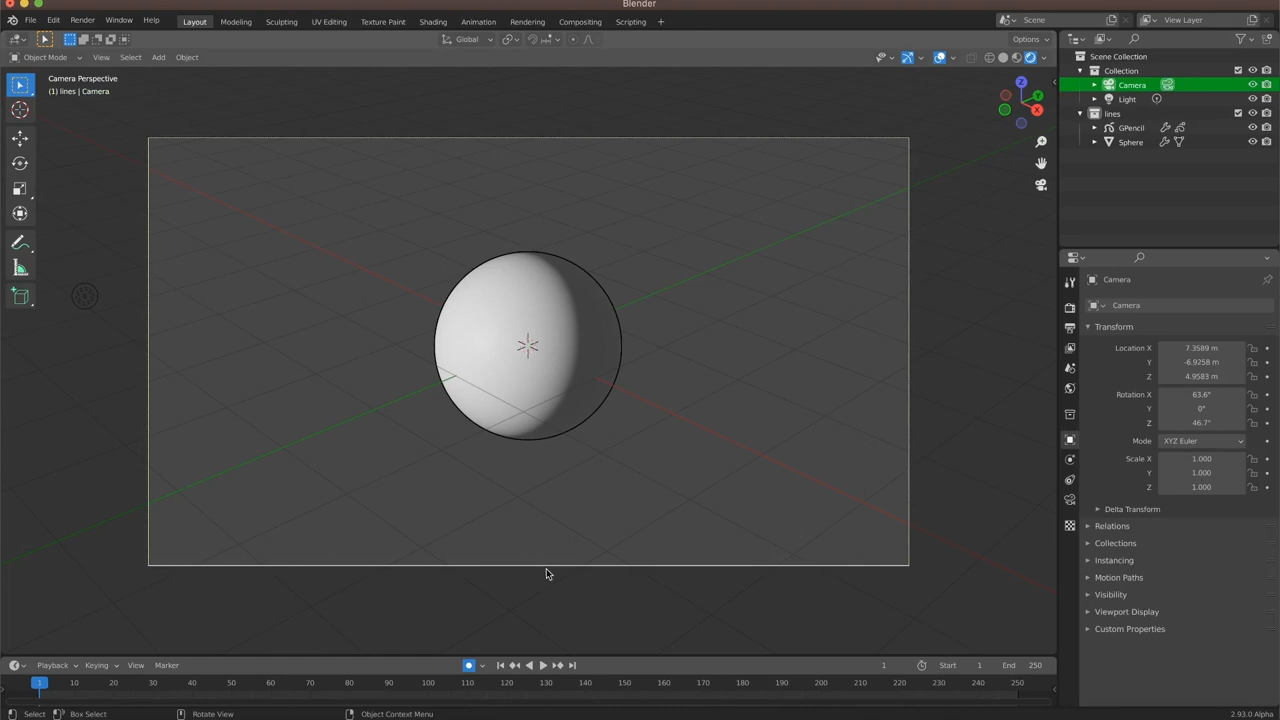 Blender
File Edit Render Window Help Layout Modeling Sculpting UV Editing Texture Paint Shading Animation Rendering Compositing Scripting Scene View Layer
Global Options
Object Mode View Select Add Object
Camera Perspective
(1) lines | Camera
Z
Y
X
Scene Collection
Collection
Camera
Light
lines
GPencil
Sphere
Camera
Camera
Transform
Location X 7.3589 m
Y -6.9258 m
Z 4.9583 m
Rotation X 63.6°
Y 0°
Z 46.7°
Mode XYZ Euler
Scale X 1.000
Y 1.000
Z 1.000
Delta Transform
Relations
Collections
Instancing
Motion Paths
Visibility
Viewport Display
Custom Properties
Playback Keying View Marker 1 Start 1 End 250
1 10 20 30 40 50 60 70 80 90 100 110 120 130 140 150 160 170 180 190 200 210 220 230 240 250
Select Box Select Rotate View Object Context Menu 2.93.0 Alpha